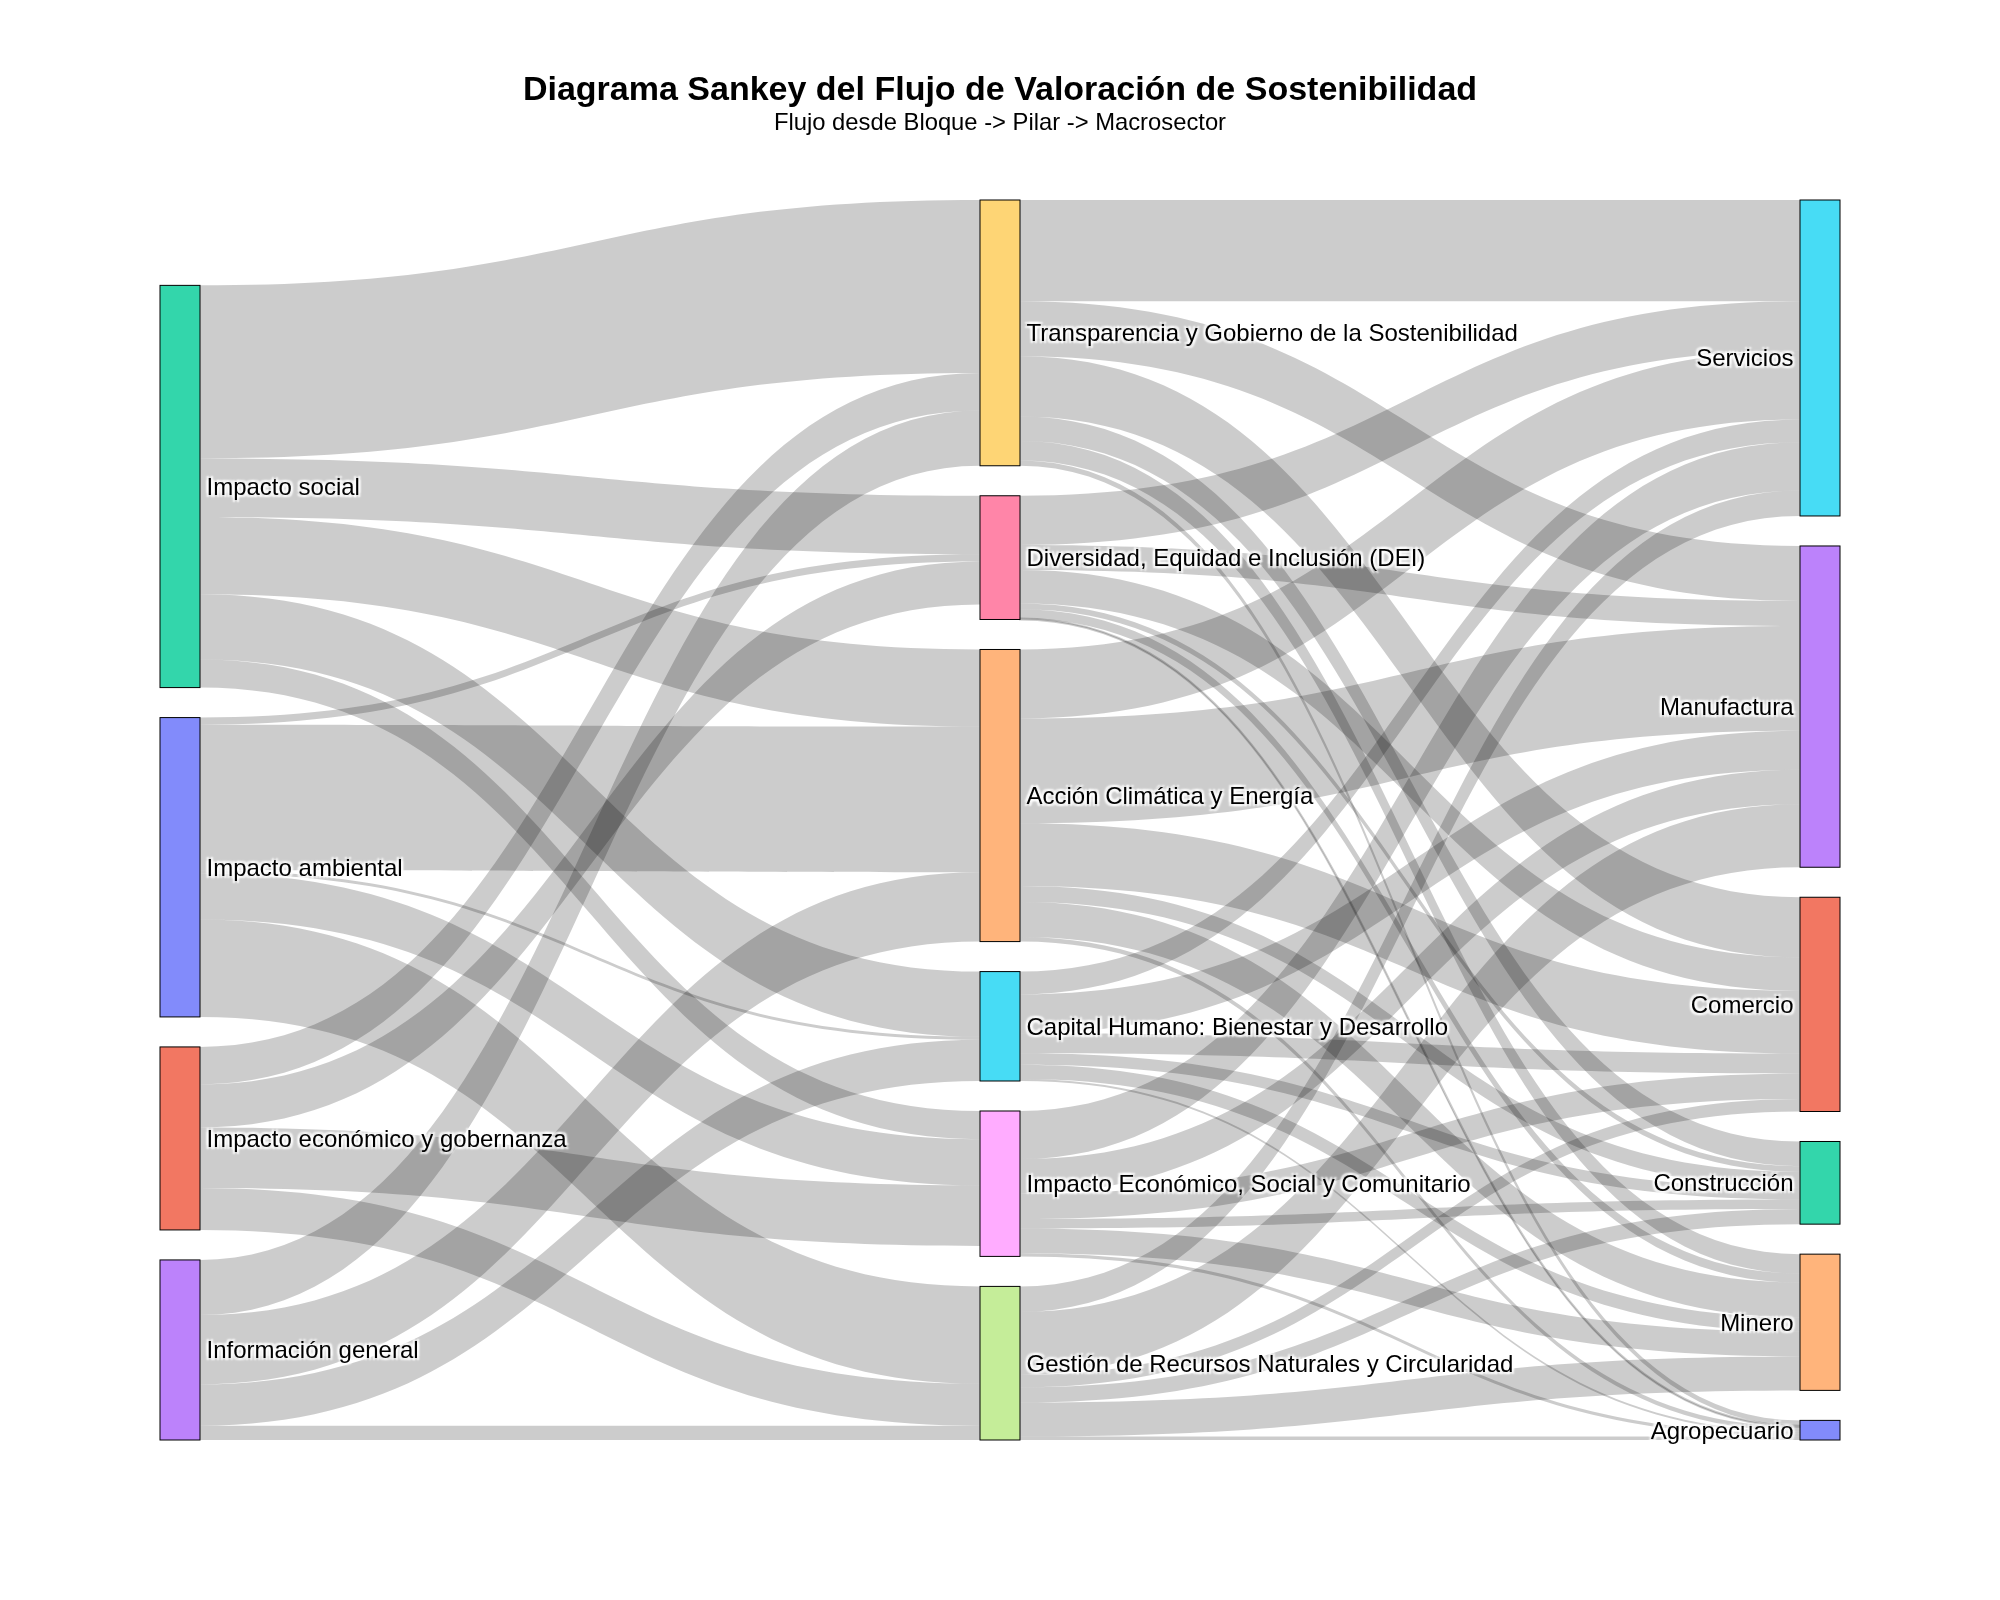 Diagrama Sankey del Flujo de Valoración de Sostenibilidad
Flujo desde Bloque -> Pilar -> Macrosector
Impacto social
Impacto ambiental
Impacto económico y gobernanza
Información general
Transparencia y Gobierno de la Sostenibilidad
Diversidad, Equidad e Inclusión (DEI)
Acción Climática y Energía
Capital Humano: Bienestar y Desarrollo
Impacto Económico, Social y Comunitario
Gestión de Recursos Naturales y Circularidad
Servicios
Manufactura
Comercio
Construcción
Minero
Agropecuario